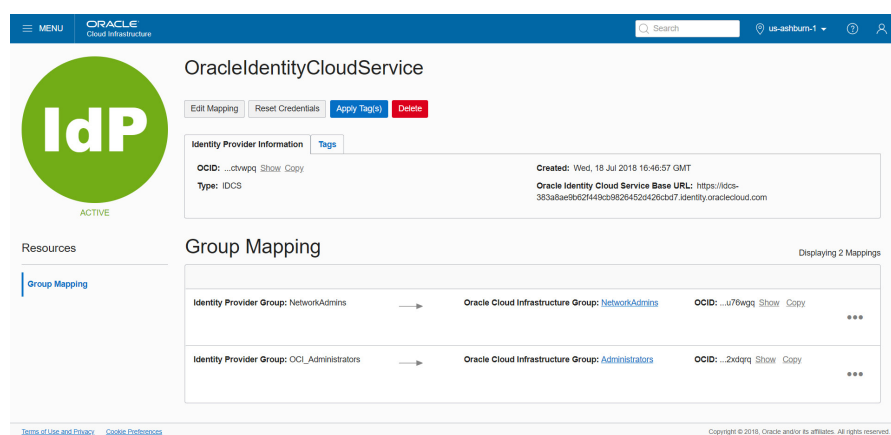 MENU
ORACLE
Cloud Infrastructure
Search
us-ashburn-1
IdP
ACTIVE
OracleIdentityCloudService
Edit Mapping Reset Credentials Apply Tag(s) Delete
Identity Provider Information Tags
OCID: ...ctvwpq Show Copy
Created: Wed, 18 Jul 2018 16:46:57 GMT
Type: IDCS
Oracle Identity Cloud Service Base URL: https://idcs-
383a8ae9b62f449cb9826452d426cbd7.identity.oraclecloud.com
Resources
Group Mapping
Group Mapping
Displaying 2 Mappings
Identity Provider Group: NetworkAdmins
Oracle Cloud Infrastructure Group: NetworkAdmins
OCID: ...u76wgq Show Copy
Identity Provider Group: OCI_Administrators
Oracle Cloud Infrastructure Group: Administrators
OCID: ...2xdqrq Show Copy
Terms of Use and Privacy Cookie Preferences
Copyright © 2018, Oracle and/or its affiliates. All rights reserved.